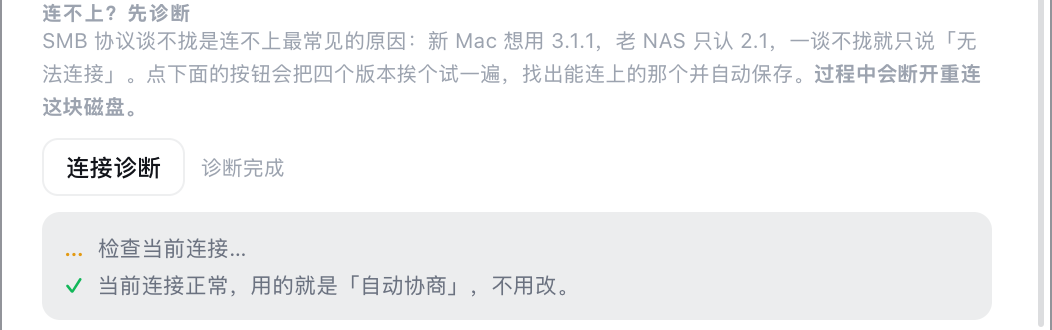 连不上？先诊断
SMB 协议谈不拢是连不上最常见的原因：新 Mac 想用 3.1.1，老 NAS 只认 2.1，一谈不拢就只说「无
法连接」。点下面的按钮会把四个版本挨个试一遍，找出能连上的那个并自动保存。过程中会断开重连
这块磁盘。
连接诊断 诊断完成
... 检查当前连接...
✓ 当前连接正常，用的就是「自动协商」，不用改。